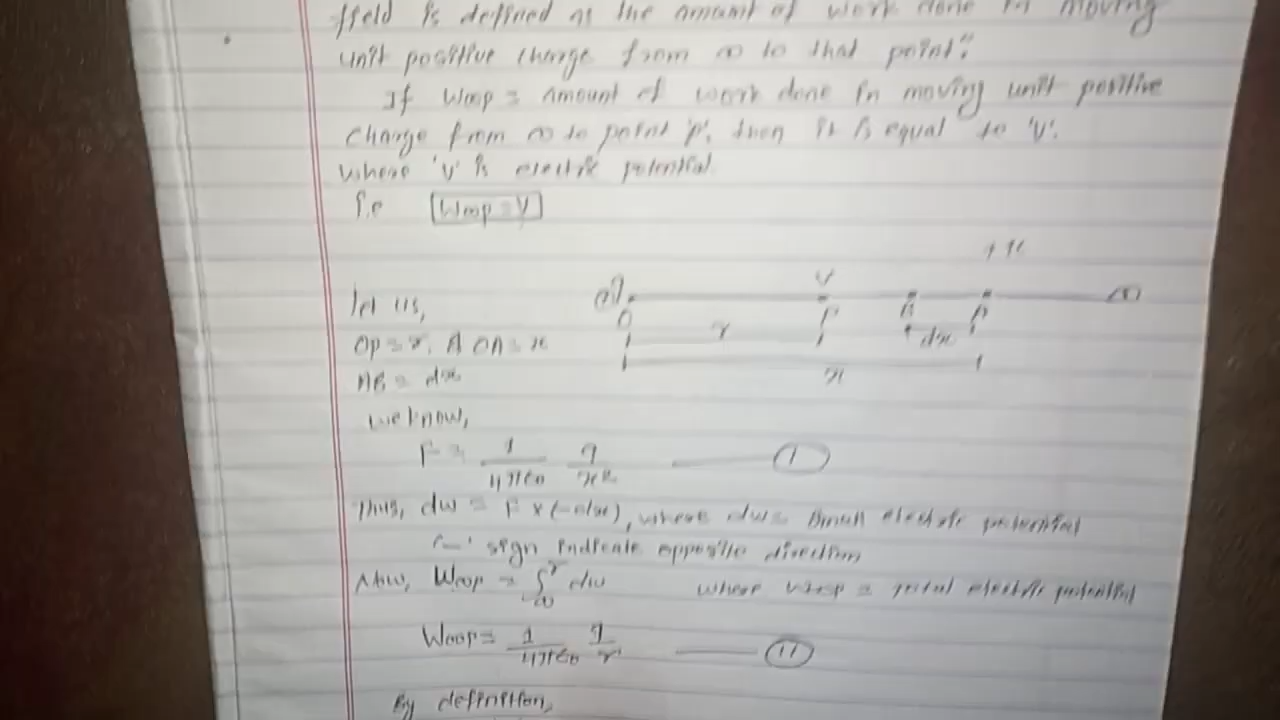 field is defined as the amount of work done in moving
unit positive charge from ∞ to that point".
If W∞p = amount of work done in moving unit positive
charge from ∞ to point 'p', then it is equal to 'V'.
where 'V' is electric potential.
i.e W∞p = V
+1C
V
O P B A ∞
r dx
x
let us,
OP = r, & OA = x
AB = dx
we know,
F = 1/4πε0 q/x² —— (I)
Thus, dw = F x (-dx), where dw = small electric potential
'-' sign indicate opposite direction
Now, W∞p = ∫∞^r dw where W∞p = total electric potential
W∞p = 1/4πε0 q/r —— (II)
By definition,